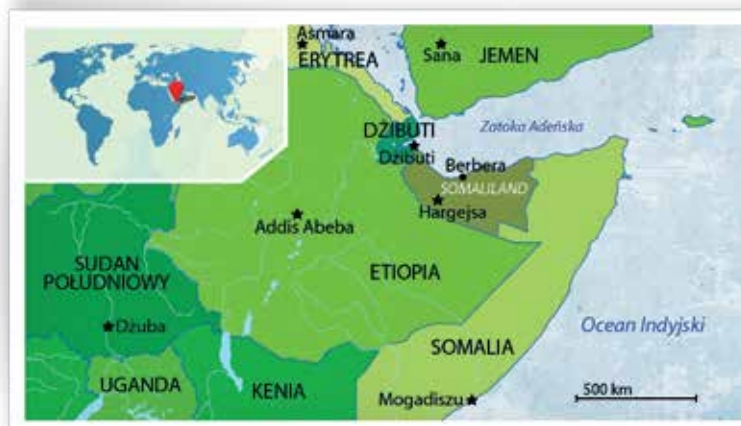 Asmara
ERYTREA
Sana
JEMEN
DŻIBUTI
Dżibuti
Zatoka Adeńska
Berbera
SOMALILAND
Hargejsa
Addis Abeba
SUDAN
POŁUDNIOWY
ETIOPIA
Dżuba
Ocean Indyjski
SOMALIA
UGANDA
KENIA
500 km
Mogadiszu